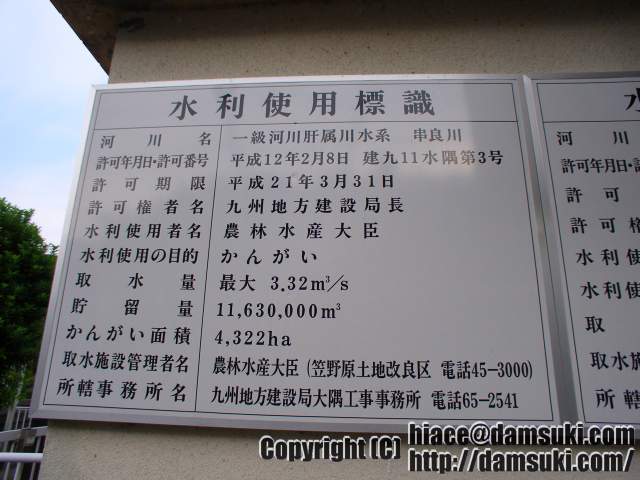 水利使用標識
河川名 一級河川肝属川水系 串良川
許可年月日・許可番号 平成12年2月8日 建九11水隅第3号
許可期限 平成21年3月31日
許可権者名 九州地方建設局長
水利使用者名 農林水産大臣
水利使用の目的 かんがい
取水量 最大 3.32m³/s
貯留量 11,630,000m³
かんがい面積 4,322ha
取水施設管理者名 農林水産大臣(笠野原土地改良区 電話45-3000)
所轄事務所名 九州地方建設局大隅工事事務所 電話65-2541
水
河川
許可年月日・許
許可
許可権
水利使
水利使
取
取水施
所轄事
Copyright (C) hiace@damsuki.com
http://damsuki.com/